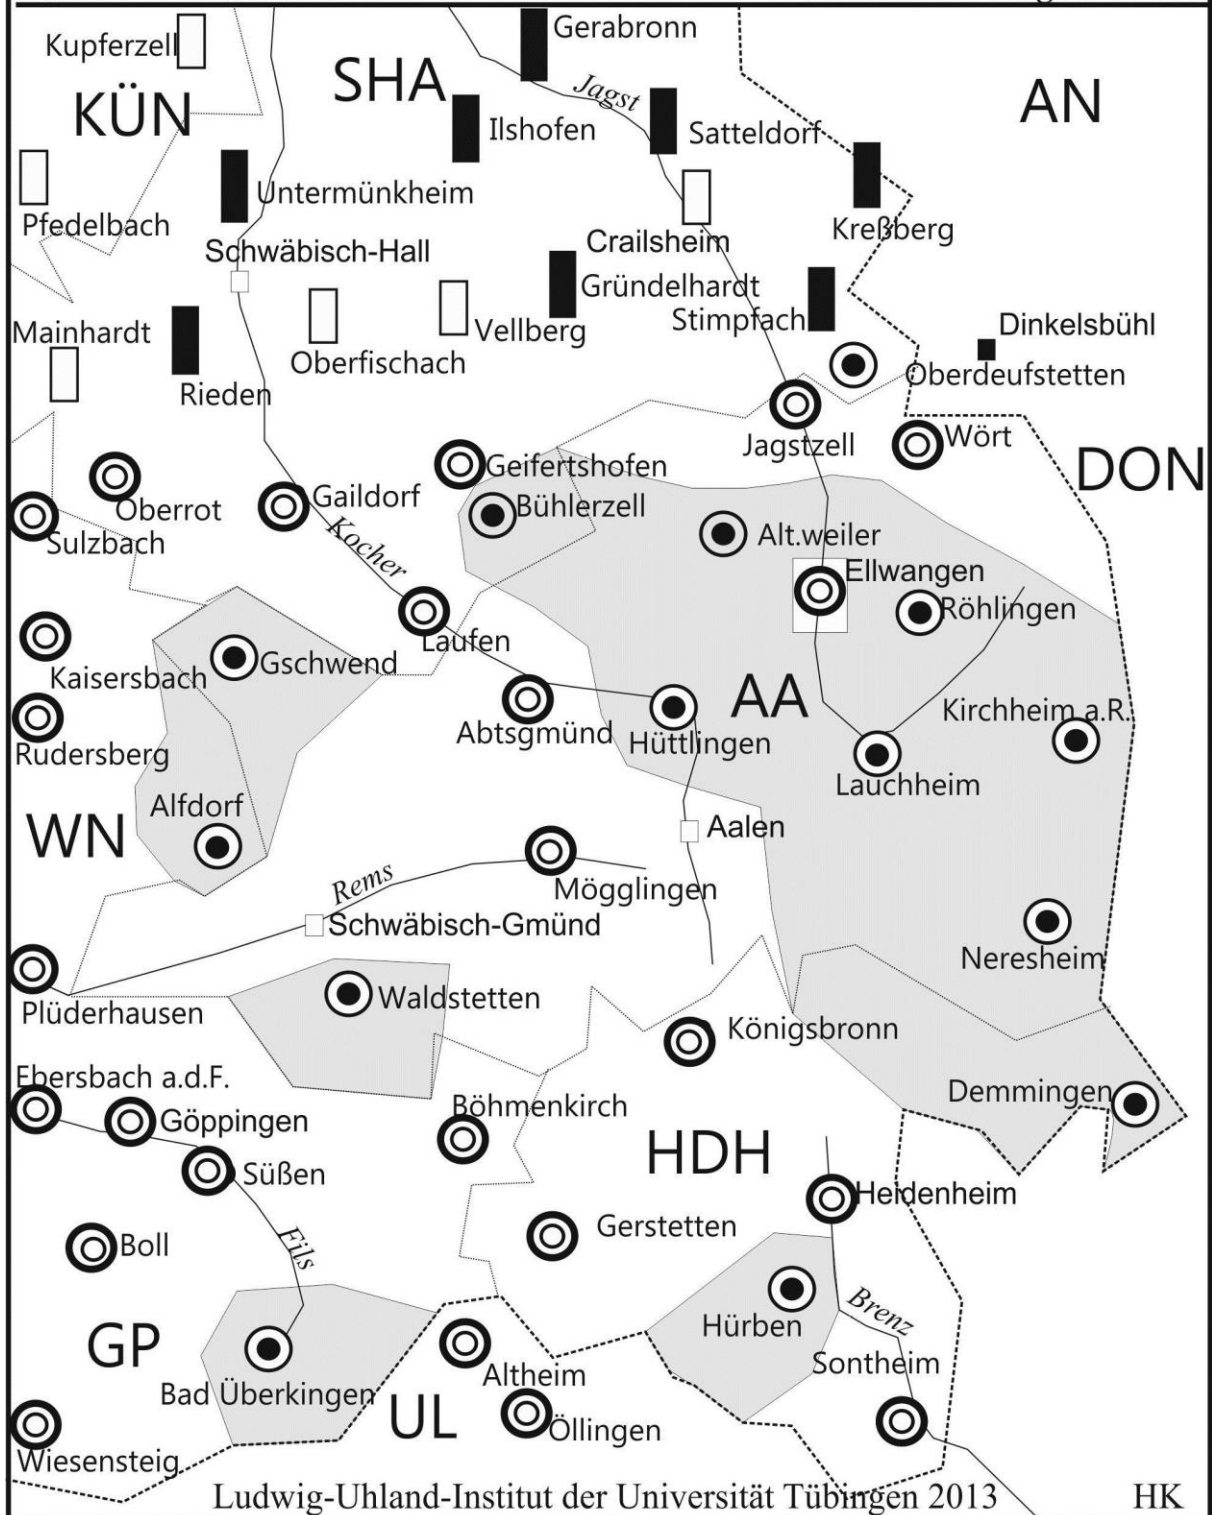 Kupferzell
Gerabronn
SHA
KÜN
Jagst
AN
Ilshofen
Satteldorf
Untermünkheim
Pfedelbach
Kreßberg
Schwäbisch-Hall
Crailsheim
Gründelhardt
Stimpfach
Mainhardt
Vellberg
Dinkelsbühl
Oberfischach
Oberdeufstetten
Rieden
Jagstzell
Wört
Geifertshofen
DON
Gaildorf
Bühlerzell
Oberrot
Sulzbach
Kocher
Alt.weiler
Ellwangen
Röhlingen
Laufen
Gschwend
Kaisersbach
AA
Kirchheim a.R.
Rudersberg
Abtsgmünd
Hüttlingen
Lauchheim
Alfdorf
WN
Aalen
Rems
Mögglingen
Schwäbisch-Gmünd
Neresheim
Waldstetten
Plüderhausen
Königsbronn
Ebersbach a.d.F.
Demmingen
Göppingen
Böhmenkirch
HDH
Süßen
Heidenheim
Gerstetten
Boll
Fils
Brenz
Hürben
GP
Sontheim
Altheim
Bad Überkingen
UL
Öllingen
Wiesensteig
Ludwig-Uhland-Institut der Universität Tübingen 2013 HK